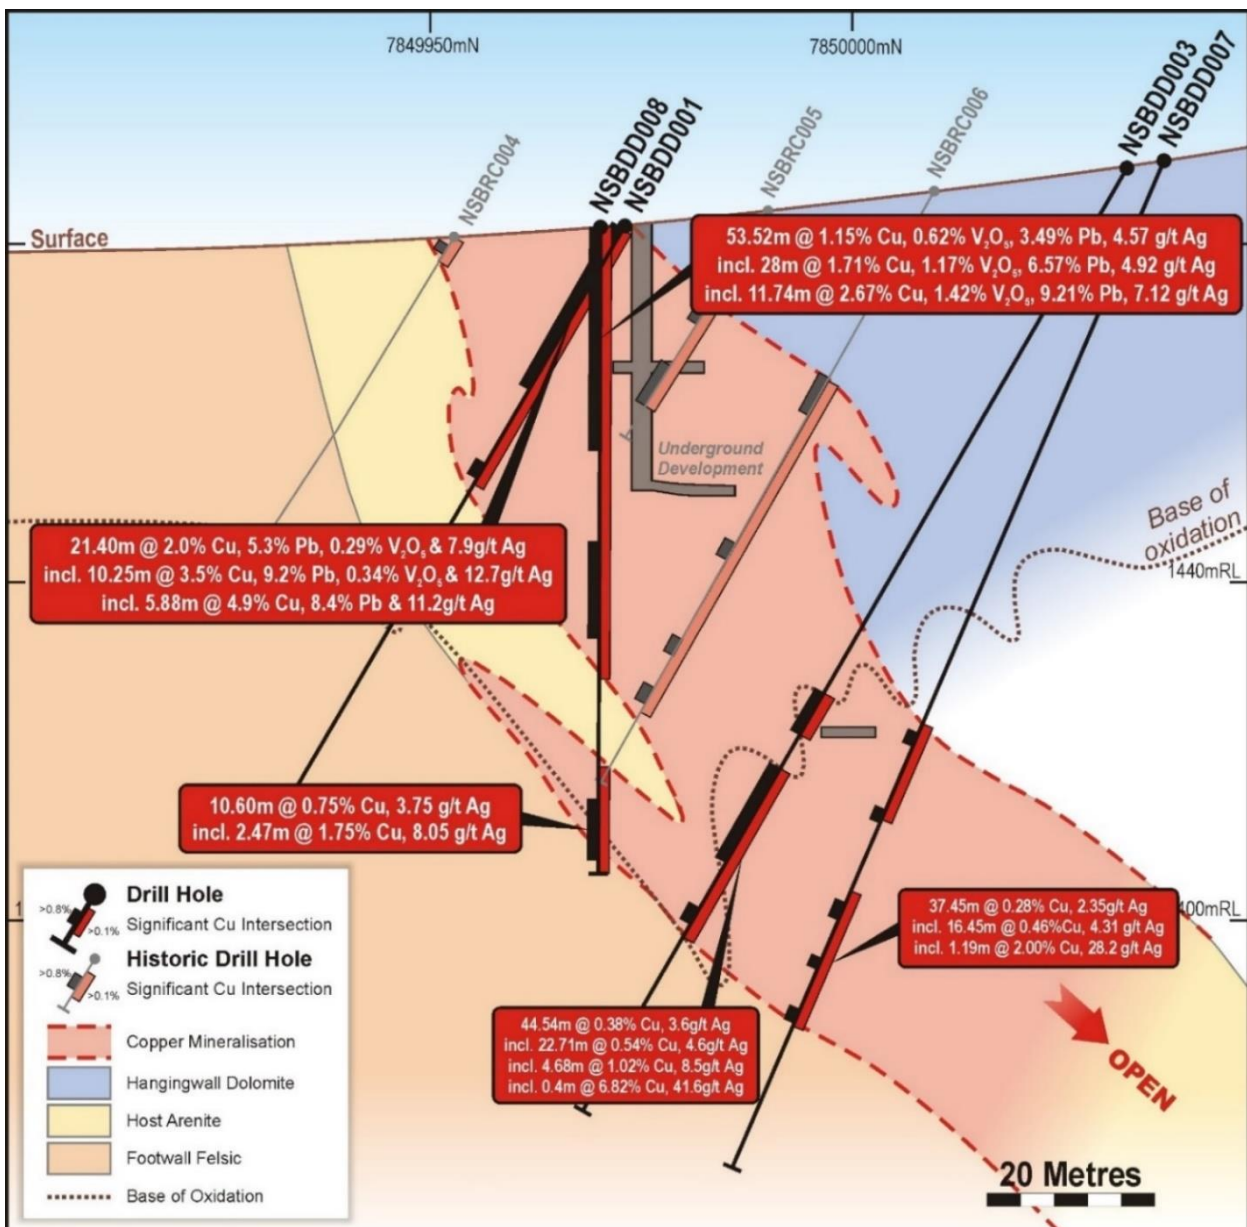 7849950mN
7850000mN
NSBRC004
NSBDD008
NSBDD001
NSBRC005
NSBRC006
NSBDD003
NSBDD007
Surface
53.52m @ 1.15% Cu, 0.62% V₂O₅, 3.49% Pb, 4.57 g/t Ag
incl. 28m @ 1.71% Cu, 1.17% V₂O₅, 6.57% Pb, 4.92 g/t Ag
incl. 11.74m @ 2.67% Cu, 1.42% V₂O₅, 9.21% Pb, 7.12 g/t Ag
Underground
Development
Base of
oxidation
1440mRL
21.40m @ 2.0% Cu, 5.3% Pb, 0.29% V₂O₅ & 7.9g/t Ag
incl. 10.25m @ 3.5% Cu, 9.2% Pb, 0.34% V₂O₅ & 12.7g/t Ag
incl. 5.88m @ 4.9% Cu, 8.4% Pb & 11.2g/t Ag
10.60m @ 0.75% Cu, 3.75 g/t Ag
incl. 2.47m @ 1.75% Cu, 8.05 g/t Ag
37.45m @ 0.28% Cu, 2.35g/t Ag
incl. 16.45m @ 0.46%Cu, 4.31 g/t Ag
incl. 1.19m @ 2.00% Cu, 28.2 g/t Ag
400mRL
44.54m @ 0.38% Cu, 3.6g/t Ag
incl. 22.71m @ 0.54% Cu, 4.6g/t Ag
incl. 4.68m @ 1.02% Cu, 8.5g/t Ag
incl. 0.4m @ 6.82% Cu, 41.6g/t Ag
OPEN
20 Metres
1
Drill Hole
>0.8%
>0.1%
Significant Cu Intersection
Historic Drill Hole
>0.8%
>0.1%
Significant Cu Intersection
Copper Mineralisation
Hangingwall Dolomite
Host Arenite
Footwall Felsic
Base of Oxidation